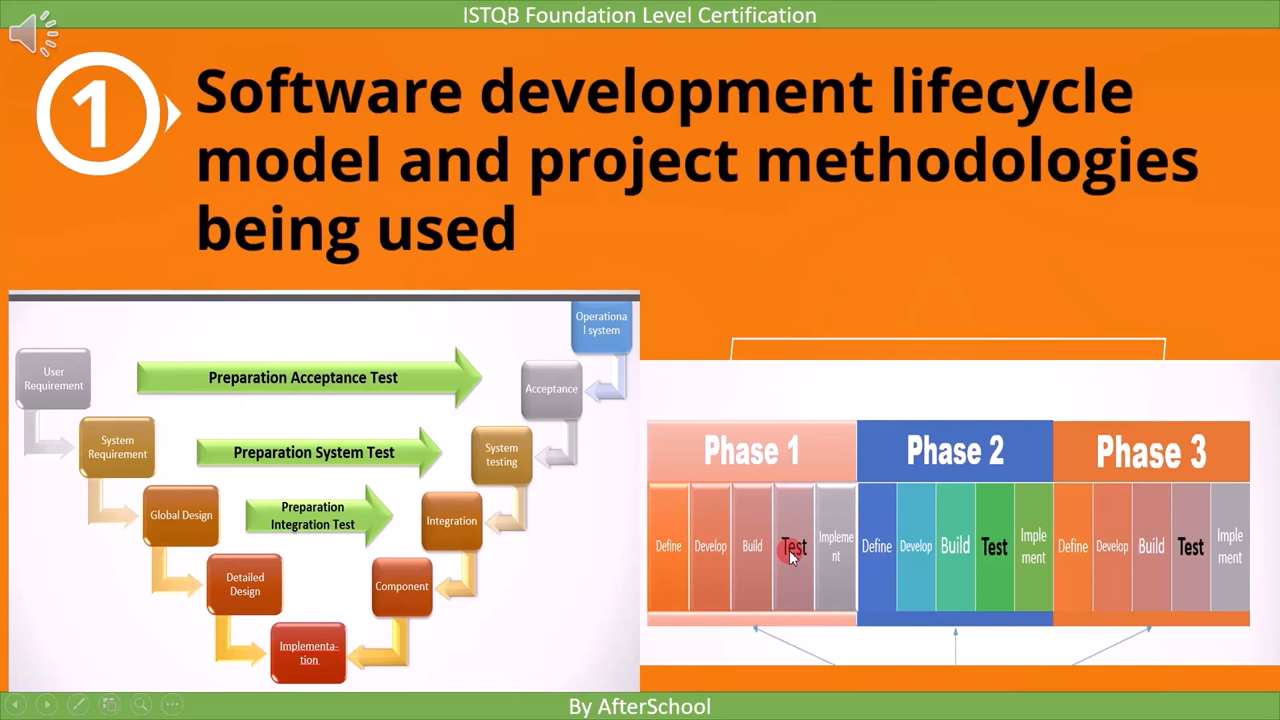 ISTQB Foundation Level Certification
1
Software development lifecycle
model and project methodologies
being used
Operationa
l system
User
Requirement
Preparation Acceptance Test
Acceptance
System
Requirement
Preparation System Test
System
testing
Global Design
Preparation
Integration Test
Integration
Detailed
Design
Component
Implementa-
tion
Phase 1
Phase 2
Phase 3
Define
Develop
Build
Test
Impleme
nt
Define
Develop
Build
Test
Imple
ment
Define
Develop
Build
Test
Imple
ment
By AfterSchool